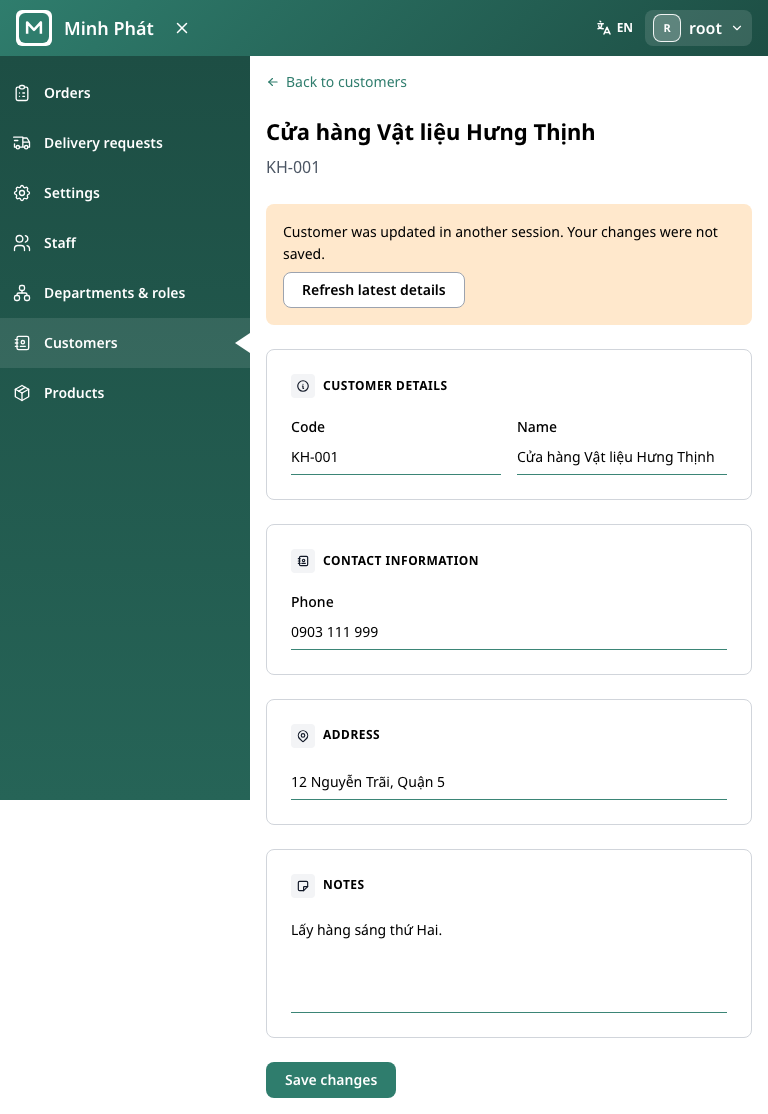 Minh Phát
EN
R
root
Orders
Delivery requests
Settings
Staff
Departments & roles
Customers
Products
Back to customers
Cửa hàng Vật liệu Hưng Thịnh
KH-001
Customer was updated in another session. Your changes were not
saved.
Refresh latest details
CUSTOMER DETAILS
Code
Name
KH-001
Cửa hàng Vật liệu Hưng Thịnh
CONTACT INFORMATION
Phone
0903 111 999
ADDRESS
12 Nguyễn Trãi, Quận 5
NOTES
Lấy hàng sáng thứ Hai.
Save changes